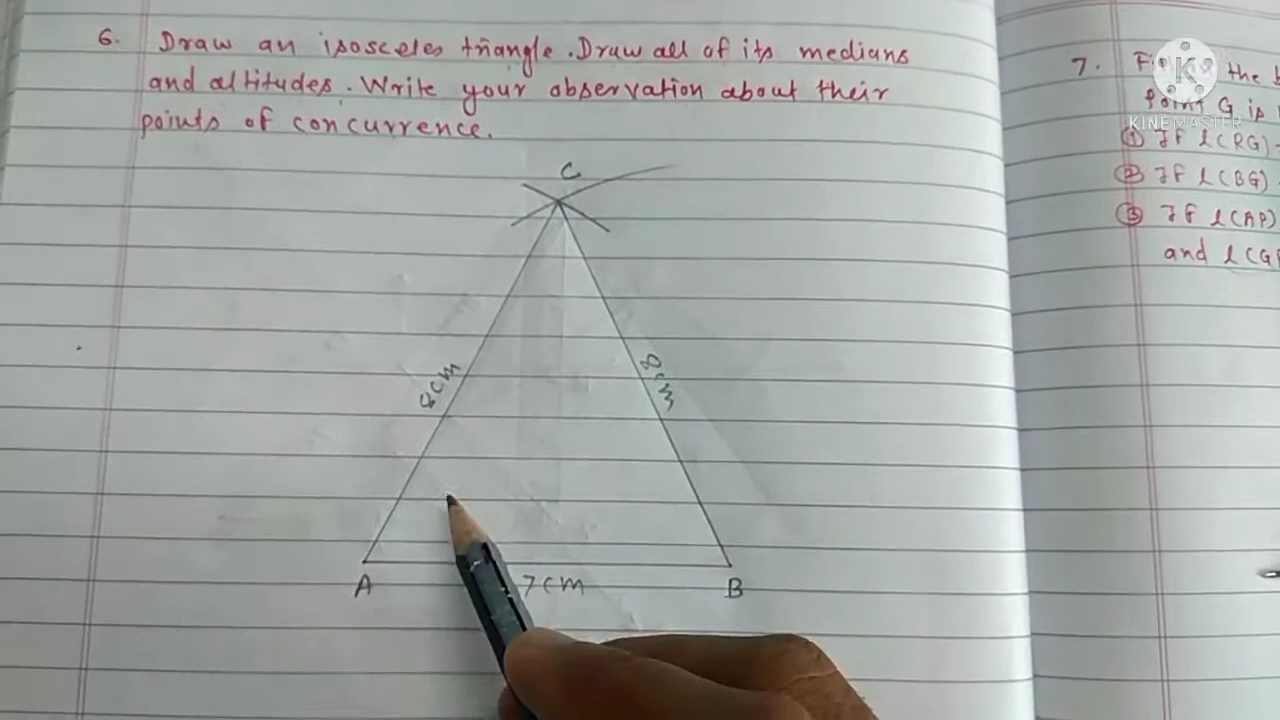 6. Draw an isosceles triangle. Draw all of its medians
and altitudes. Write your observation about their
points of concurrence.
C
8cm
8cm
A
7cm
B
7. the
point G is
① If l(RG)
② If l(BG)
③ If l(AP)
and l(G
K
KINEMASTER